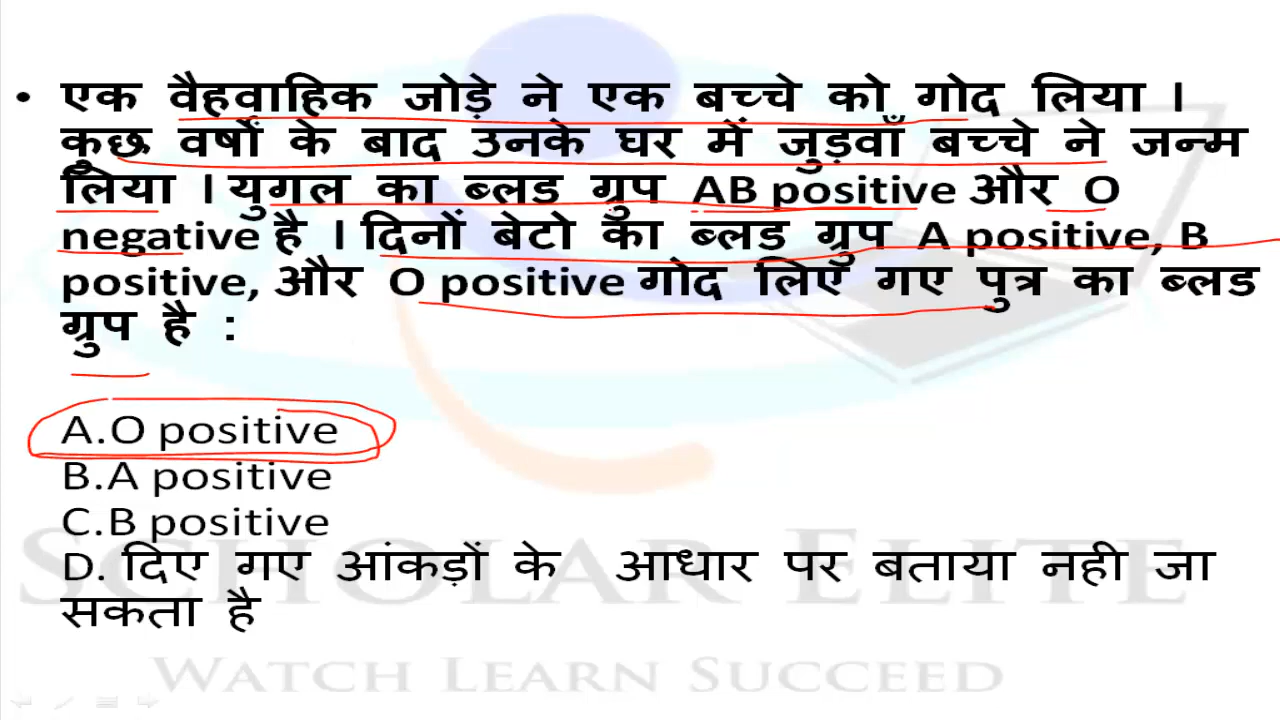 • एक वैहवाहिक जोड़े ने एक बच्चे को गोद लिया ।
कुछ वर्षों के बाद उनके घर में जुड़वाँ बच्चे ने जन्म
लिया । युगल का ब्लड ग्रुप AB positive और O
negative है । दिनों बेटो का ब्लड ग्रुप A positive, B
positive, और O positive गोद लिए गए पुत्र का ब्लड
ग्रुप है :
A.O positive
B.A positive
C.B positive
D. दिए गए आंकड़ों के आधार पर बताया नही जा
सकता है
SCHOLAR ELITE
WATCH LEARN SUCCEED